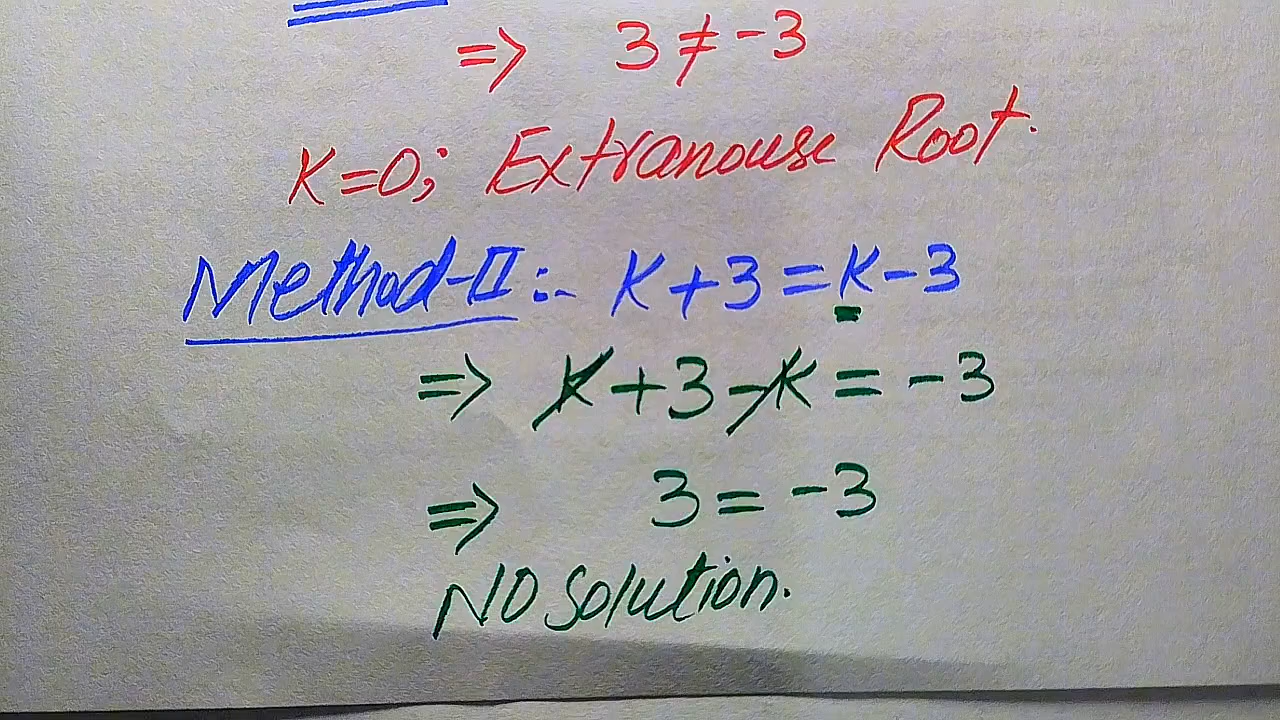 => 3 ≠ -3
K=0; Extranouse Root.
Method-II :- K+3=K-3
=> K+3-K = -3
=> 3 = -3
NO solution.